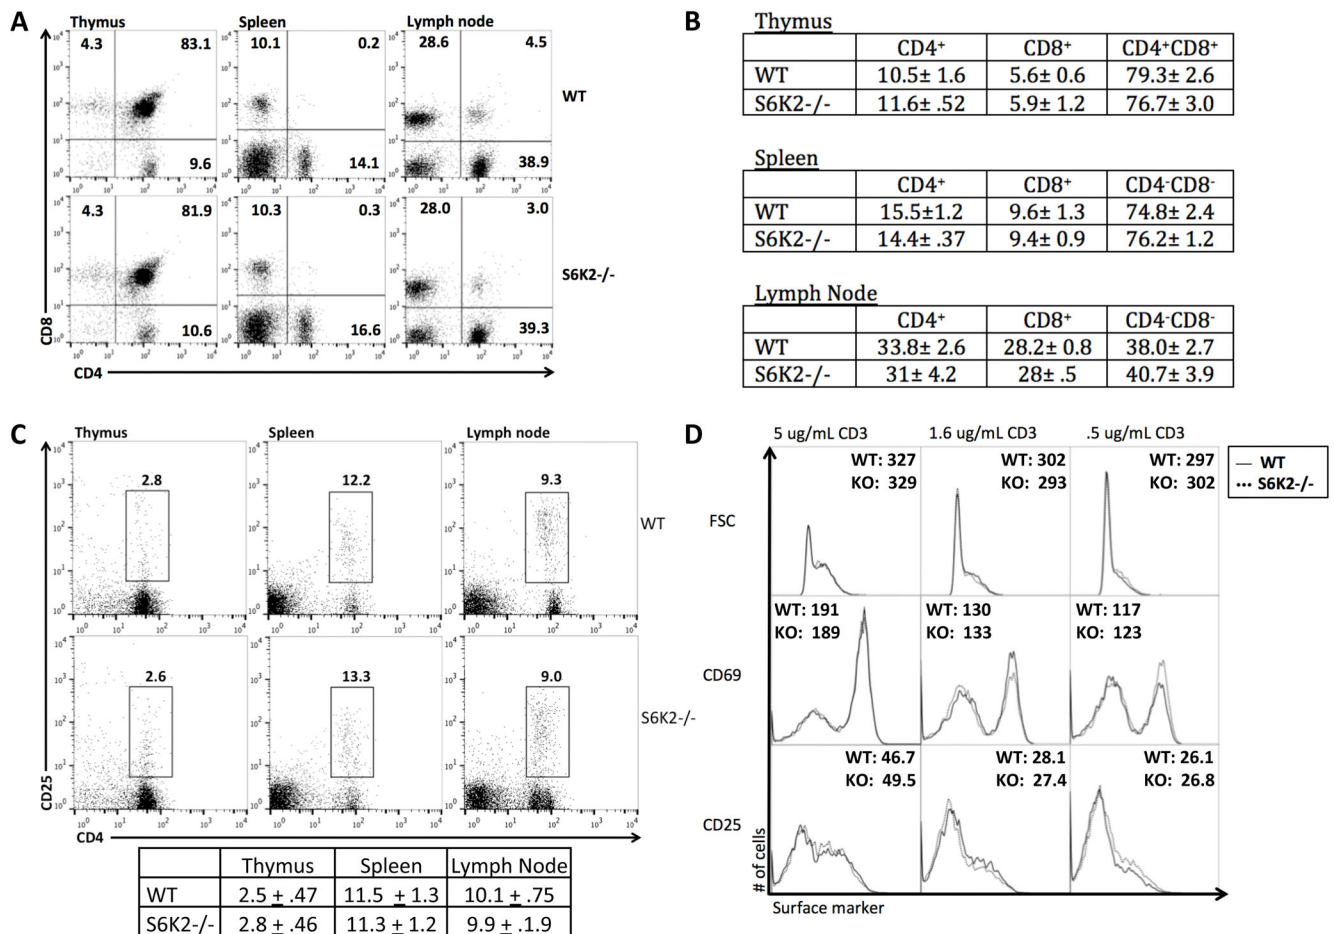 A
Thymus Spleen Lymph node
4.3 83.1 10.1 0.2 28.6 4.5
9.6 14.1 38.9
WT
4.3 81.9 10.3 0.3 28.0 3.0
10.6 16.6 39.3
S6K2-/-
CD8
CD4
B
Thymus
CD4+ CD8+ CD4+CD8+
WT 10.5± 1.6 5.6± 0.6 79.3± 2.6
S6K2-/- 11.6± .52 5.9± 1.2 76.7± 3.0
Spleen
CD4+ CD8+ CD4-CD8-
WT 15.5±1.2 9.6± 1.3 74.8± 2.4
S6K2-/- 14.4± .37 9.4± 0.9 76.2± 1.2
Lymph Node
CD4+ CD8+ CD4-CD8-
WT 33.8± 2.6 28.2± 0.8 38.0± 2.7
S6K2-/- 31± 4.2 28± .5 40.7± 3.9
C
Thymus Spleen Lymph node
2.8 12.2 9.3
WT
2.6 13.3 9.0
S6K2-/-
CD25
CD4
Thymus Spleen Lymph Node
WT 2.5 ± .47 11.5 ± 1.3 10.1 ± .75
S6K2-/- 2.8 ± .46 11.3 ± 1.2 9.9 ± .1.9
D
5 ug/mL CD3 1.6 ug/mL CD3 .5 ug/mL CD3
WT: 327 WT: 302 WT: 297
KO: 329 KO: 293 KO: 302
FSC
WT: 191 WT: 130 WT: 117
KO: 189 KO: 133 KO: 123
CD69
WT: 46.7 WT: 28.1 WT: 26.1
KO: 49.5 KO: 27.4 KO: 26.8
CD25
# of cells
Surface marker
WT
S6K2-/-